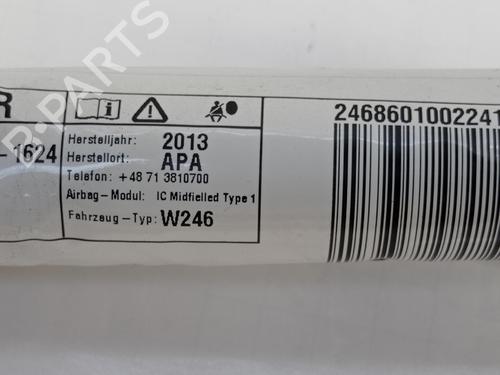 R
2468601002241
-1624
Herstelljahr: 2013
Herstellort: APA
Telefon: +48 71 3810700
Airbag-Modul: IC Midfielled Type 1
Fahrzeug-Typ: W246
R-PARTS